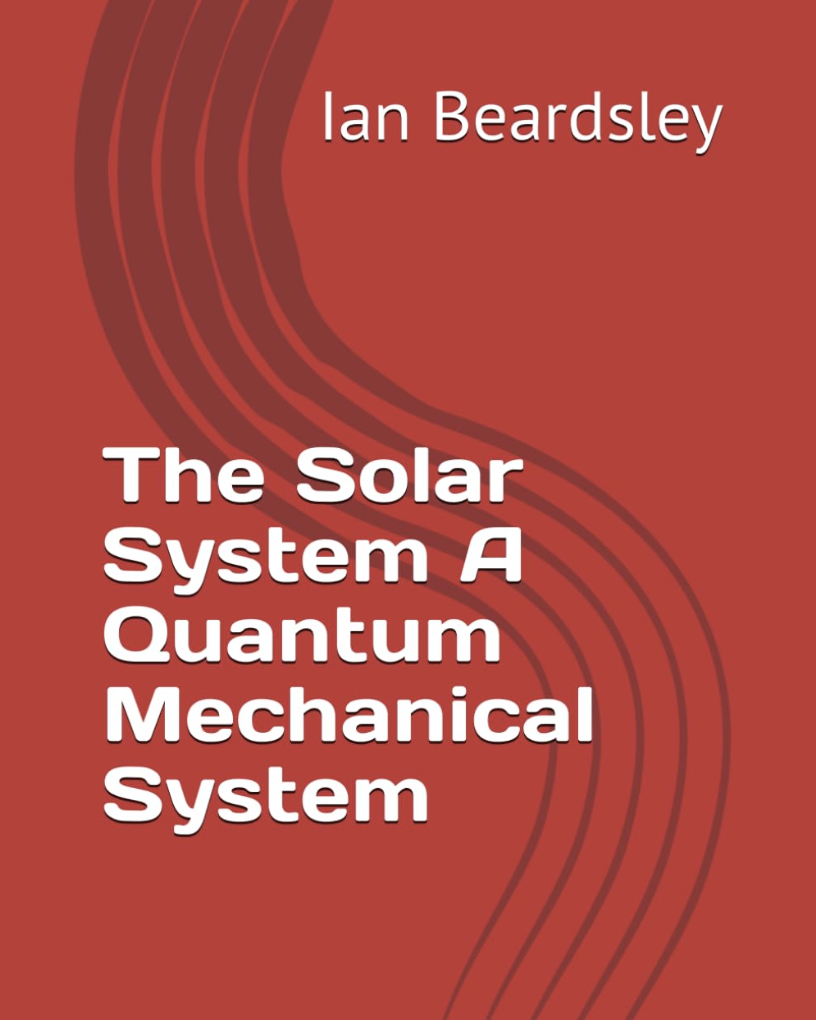 Ian Beardsley
The Solar
System A
Quantum
Mechanical
System